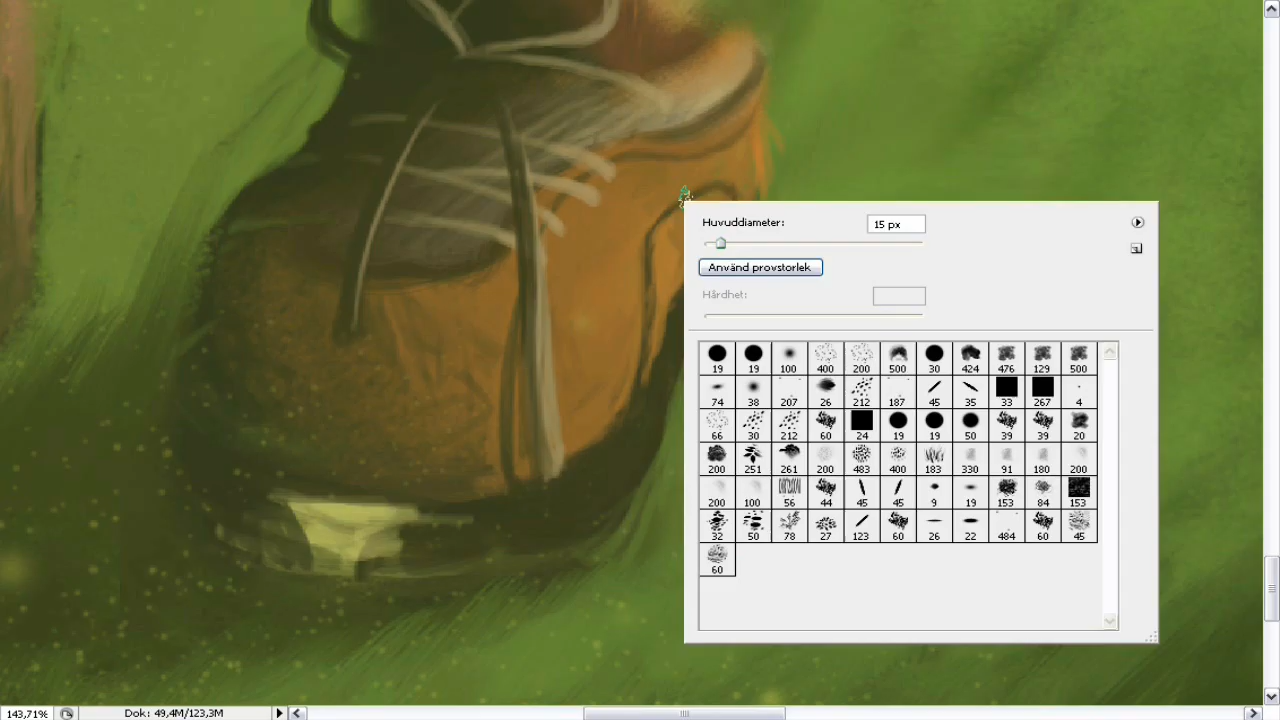 Huvuddiameter: 15 px
Använd provstorlek
Hårdhet:
19 19 100 400 200 500 30 424 476 129 500
74 38 207 26 212 187 45 35 33 267 4
66 30 212 60 24 19 19 50 39 39 20
200 251 261 200 483 400 183 330 91 180 200
200 100 56 44 45 45 9 19 153 84 153
32 50 78 27 123 60 26 22 484 60 45
60
143,71% Dok: 49,4M/123,3M